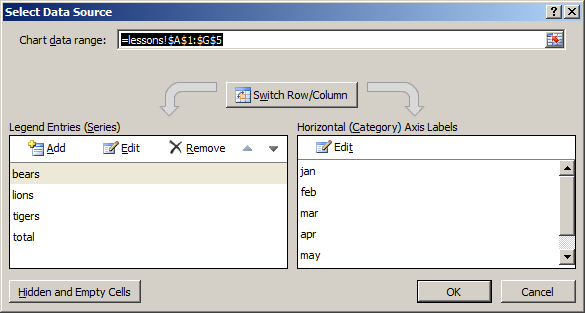 Select Data Source
Chart data range: =lessons!$A$1:$G$5
Switch Row/Column
Legend Entries (Series)
Add Edit Remove
bears
lions
tigers
total
Horizontal (Category) Axis Labels
Edit
jan
feb
mar
apr
may
Hidden and Empty Cells
OK Cancel